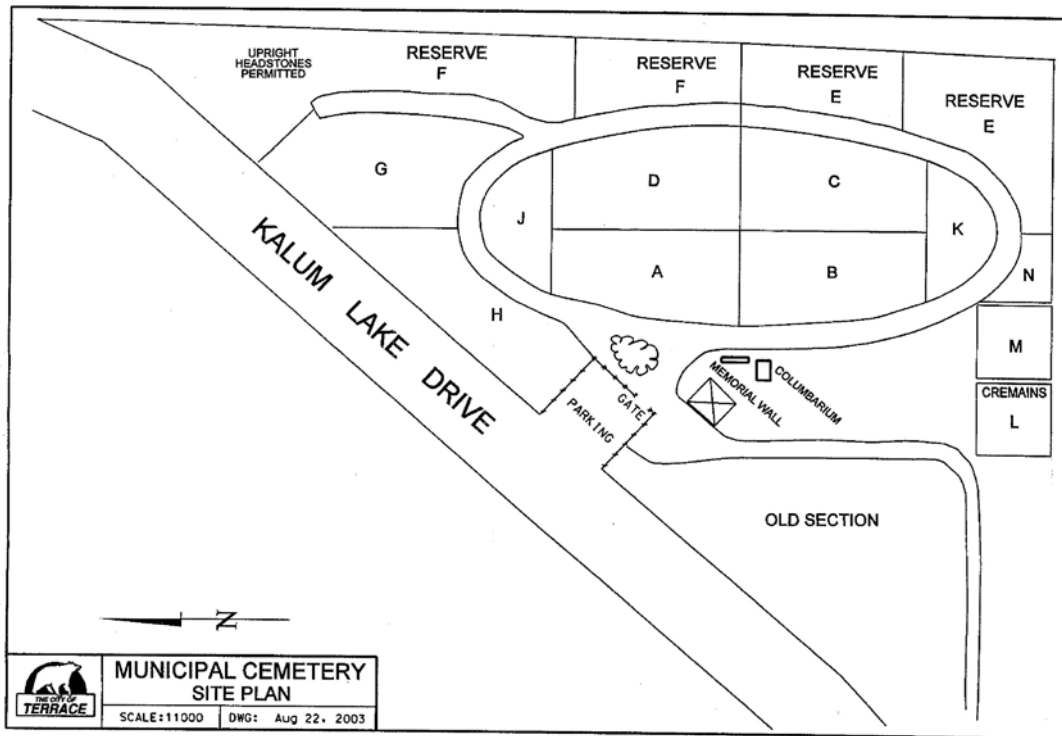 UPRIGHT
HEADSTONES
PERMITTED
RESERVE
F
RESERVE
F
RESERVE
E
RESERVE
E
G
D
C
J
K
A
B
N
H
M
CREMAINS
L
KALUM LAKE DRIVE
MEMORIAL WALL
COLUMBARIUM
GATE
PARKING
OLD SECTION
N
THE CITY OF
TERRACE
MUNICIPAL CEMETERY
SITE PLAN
SCALE:11000 DWG: Aug 22. 2003